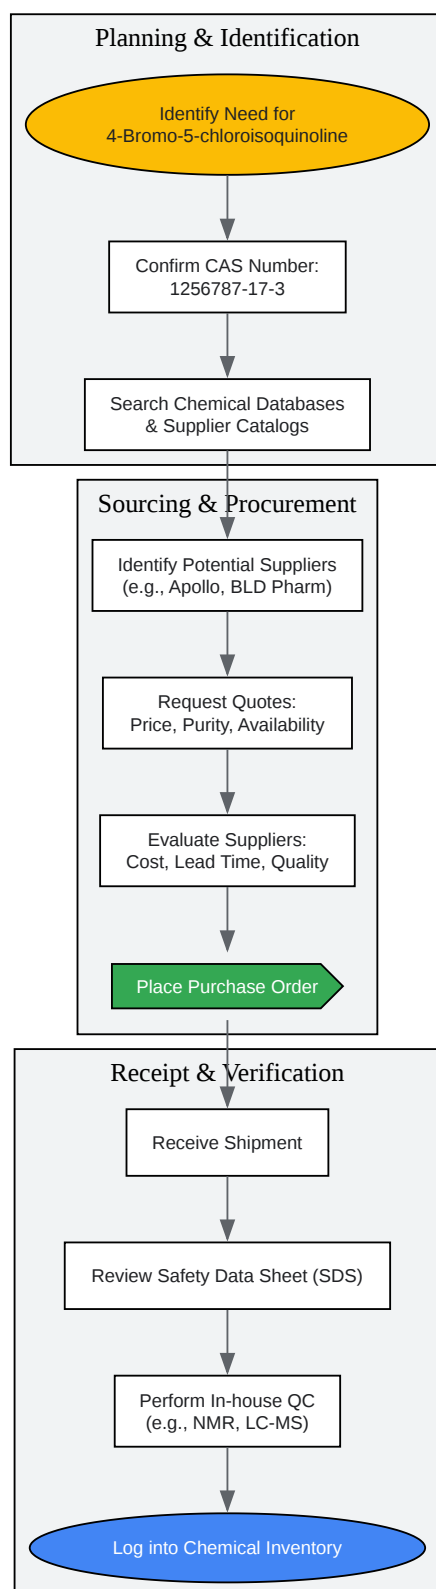 Planning & Identification
Identify Need for
4-Bromo-5-chloroisoquinoline
Confirm CAS Number:
1256787-17-3
Search Chemical Databases
& Supplier Catalogs
Sourcing & Procurement
Identify Potential Suppliers
(e.g., Apollo, BLD Pharm)
Request Quotes:
Price, Purity, Availability
Evaluate Suppliers:
Cost, Lead Time, Quality
Place Purchase Order
Receipt & Verification
Receive Shipment
Review Safety Data Sheet (SDS)
Perform In-house QC
(e.g., NMR, LC-MS)
Log into Chemical Inventory